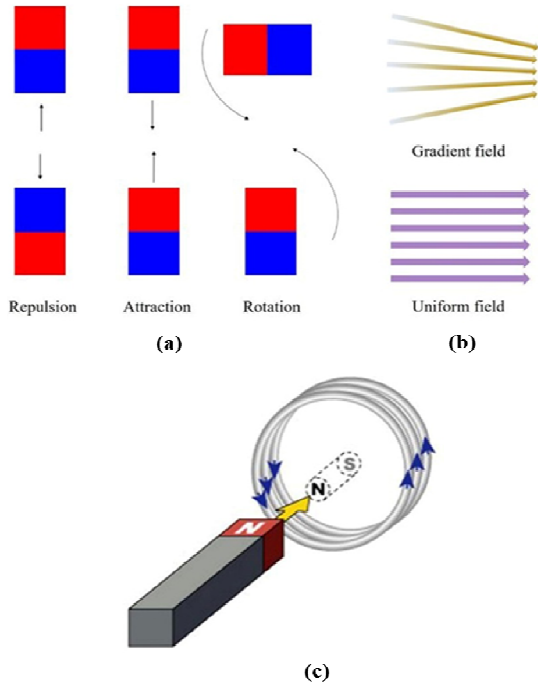 Gradient field
Repulsion Attraction Rotation
Uniform field
(a)
(b)
N
S
N
(c)